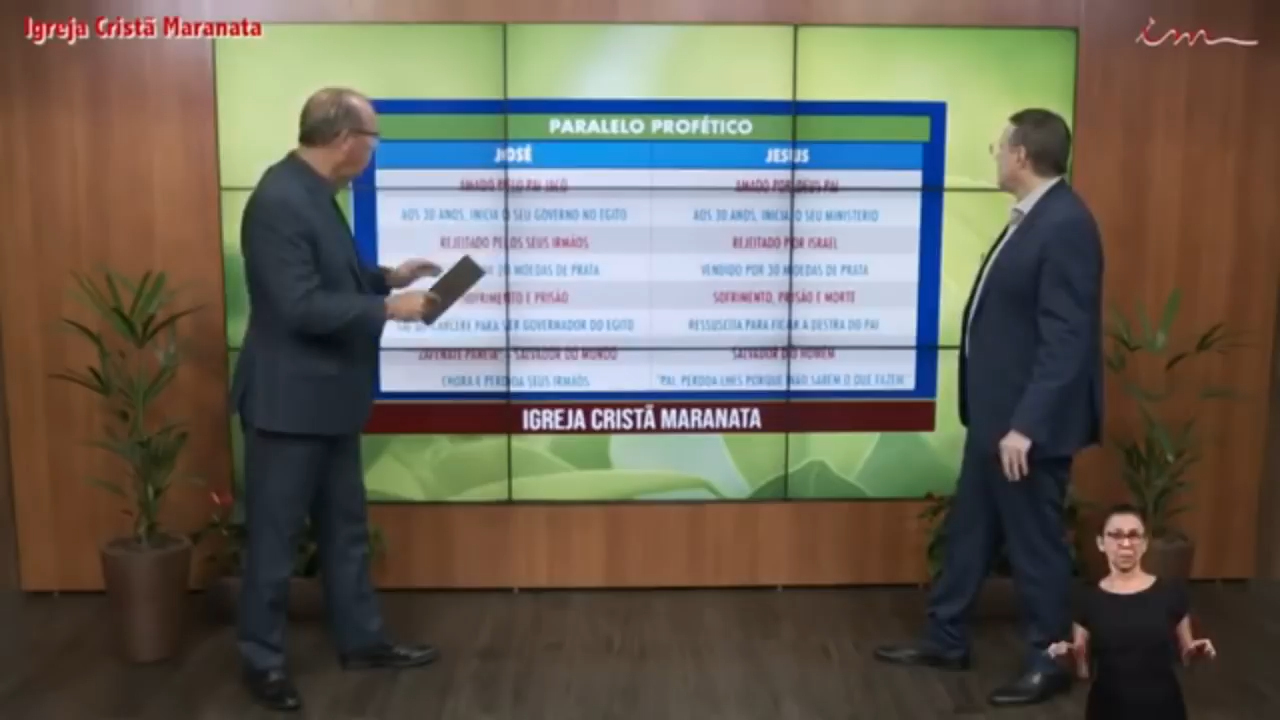 Igreja Cristã Maranata
PARALELO PROFÉTICO
JOSÉ JESUS
AMADO PELO PAI JACÓ AMADO POR DEUS PAI
AOS 30 ANOS, INICIA O SEU GOVERNO NO EGITO AOS 30 ANOS, INICIA O SEU MINISTERIO
REJEITADO PELOS SEUS IRMÃOS REJEITADO POR ISRAEL
MOEDAS DE PRATA VENDIDO POR 30 MOEDAS DE PRATA
SOFRIMENTO E PRISÃO SOFRIMENTO, PRISÃO E MORTE
CARCERE PARA SER GOVERNADOR DO EGITO RESSUSCITA PARA FICAR A DESTRA DO PAI
SALVADOR DO MUNDO SALVADOR DO HOMEM
CHORA E PERDOA SEUS IRMÃOS "PAI, PERDOA LHES PORQUE NÃO SABEM O QUE FAZEM"
IGREJA CRISTÃ MARANATA